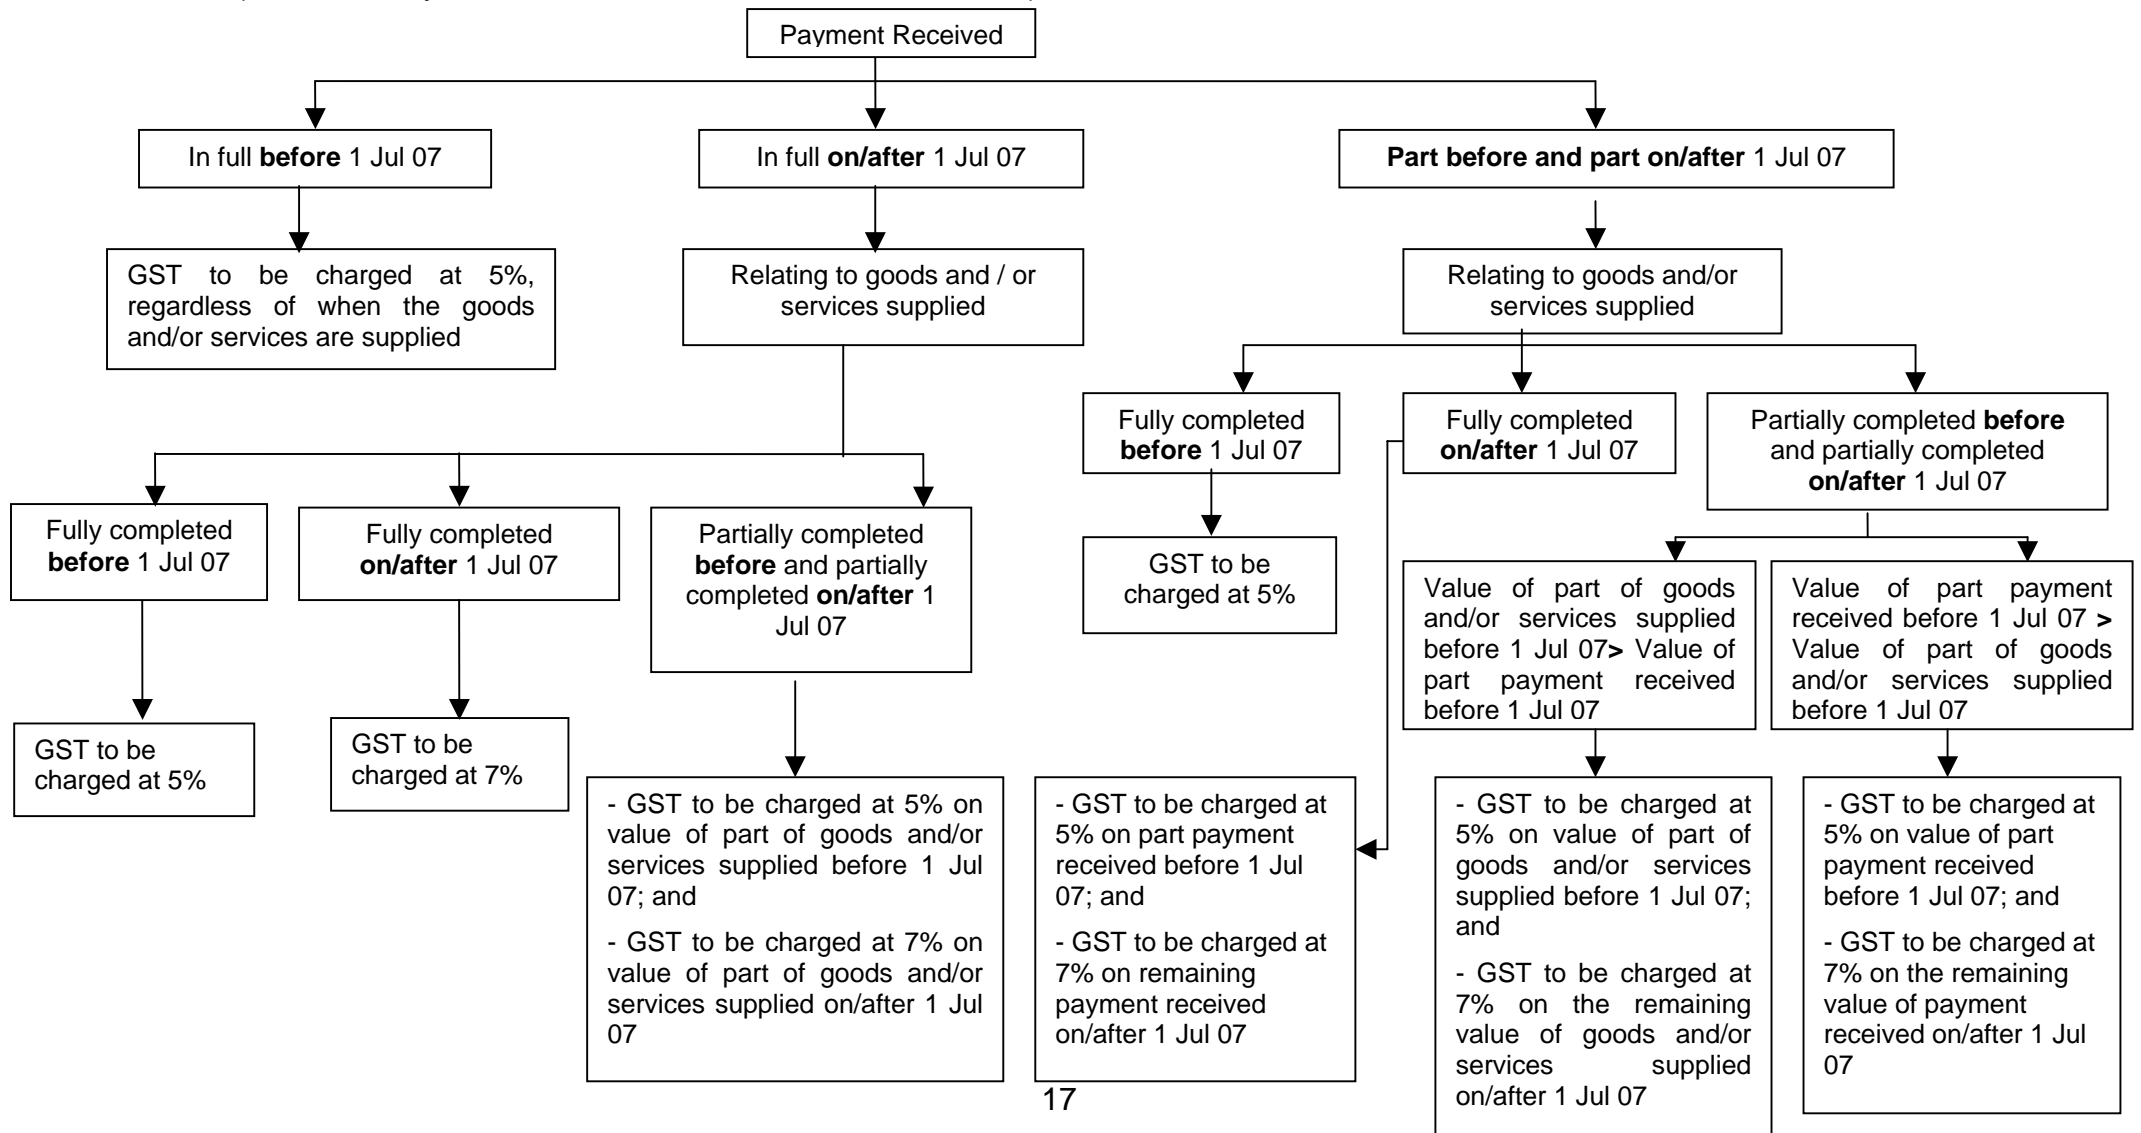 Payment Received
In full before 1 Jul 07
In full on/after 1 Jul 07
Part before and part on/after 1 Jul 07
GST to be charged at 5%,
regardless of when the goods
and/or services are supplied
Relating to goods and / or
services supplied
Relating to goods and/or
services supplied
Fully completed
before 1 Jul 07
Fully completed
on/after 1 Jul 07
Partially completed before
and partially completed
on/after 1 Jul 07
Fully completed
before 1 Jul 07
Fully completed
on/after 1 Jul 07
Partially completed
before and partially
completed on/after 1
Jul 07
GST to be
charged at 5%
Value of part of goods
and/or services supplied
before 1 Jul 07> Value of
part payment received
before 1 Jul 07
Value of part payment
received before 1 Jul 07 >
Value of part of goods
and/or services supplied
before 1 Jul 07
GST to be
charged at 5%
GST to be
charged at 7%
- GST to be charged at 5% on
value of part of goods and/or
services supplied before 1 Jul
07; and
- GST to be charged at 7% on
value of part of goods and/or
services supplied on/after 1 Jul
07
- GST to be charged at
5% on part payment
received before 1 Jul
07; and
- GST to be charged at
7% on remaining
payment received
on/after 1 Jul 07
- GST to be charged at
5% on value of part of
goods and/or services
supplied before 1 Jul 07;
and
- GST to be charged at
7% on the remaining
value of goods and/or
services supplied
on/after 1 Jul 07
- GST to be charged at
5% on value of part
payment received
before 1 Jul 07; and
- GST to be charged at
7% on the remaining
value of payment
received on/after 1 Jul
07
17